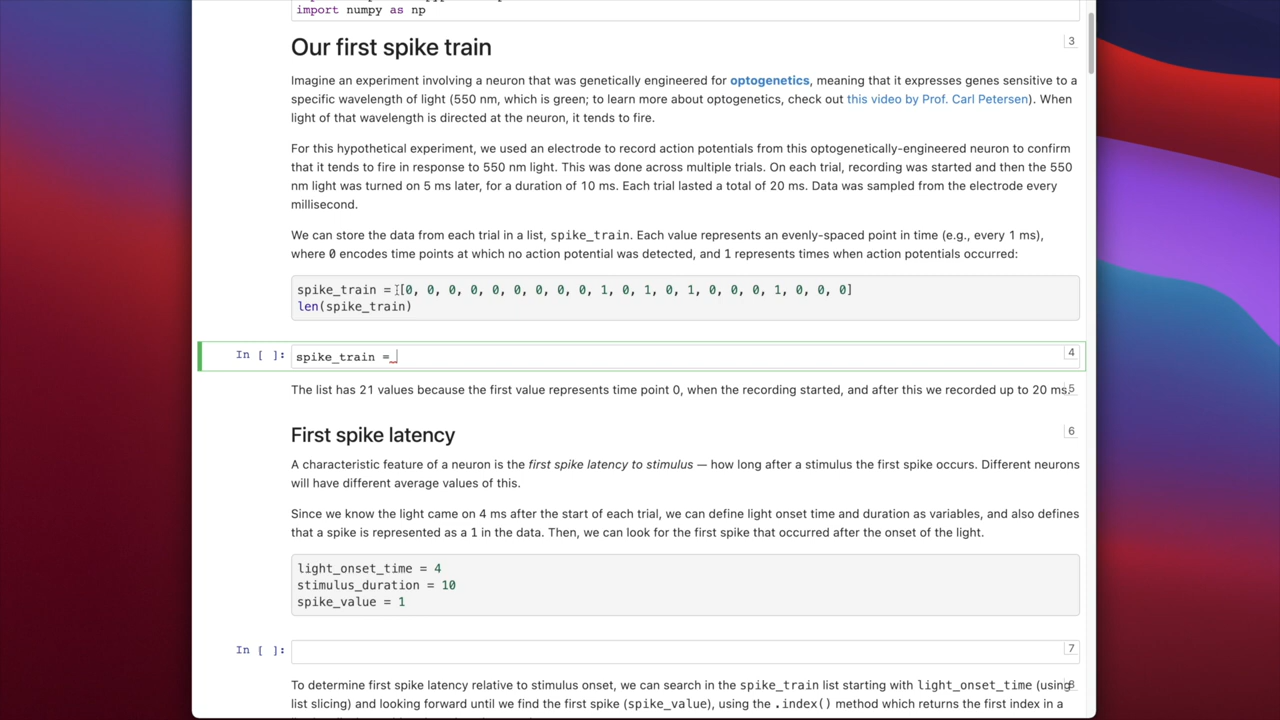 import numpy as np
Our first spike train
3
Imagine an experiment involving a neuron that was genetically engineered for optogenetics, meaning that it expresses genes sensitive to a
specific wavelength of light (550 nm, which is green; to learn more about optogenetics, check out this video by Prof. Carl Petersen). When
light of that wavelength is directed at the neuron, it tends to fire.
For this hypothetical experiment, we used an electrode to record action potentials from this optogenetically-engineered neuron to confirm
that it tends to fire in response to 550 nm light. This was done across multiple trials. On each trial, recording was started and then the 550
nm light was turned on 5 ms later, for a duration of 10 ms. Each trial lasted a total of 20 ms. Data was sampled from the electrode every
millisecond.
We can store the data from each trial in a list, spike_train. Each value represents an evenly-spaced point in time (e.g., every 1 ms),
where 0 encodes time points at which no action potential was detected, and 1 represents times when action potentials occurred:
spike_train = [0, 0, 0, 0, 0, 0, 0, 0, 0, 1, 0, 1, 0, 1, 0, 0, 0, 1, 0, 0, 0]
len(spike_train)
In [ ]: spike_train =
4
The list has 21 values because the first value represents time point 0, when the recording started, and after this we recorded up to 20 ms.
5
First spike latency
6
A characteristic feature of a neuron is the first spike latency to stimulus — how long after a stimulus the first spike occurs. Different neurons
will have different average values of this.
Since we know the light came on 4 ms after the start of each trial, we can define light onset time and duration as variables, and also defines
that a spike is represented as a 1 in the data. Then, we can look for the first spike that occurred after the onset of the light.
light_onset_time = 4
stimulus_duration = 10
spike_value = 1
In [ ]:
7
To determine first spike latency relative to stimulus onset, we can search in the spike_train list starting with light_onset_time (using
8
list slicing) and looking forward until we find the first spike (spike_value), using the .index() method which returns the first index in a